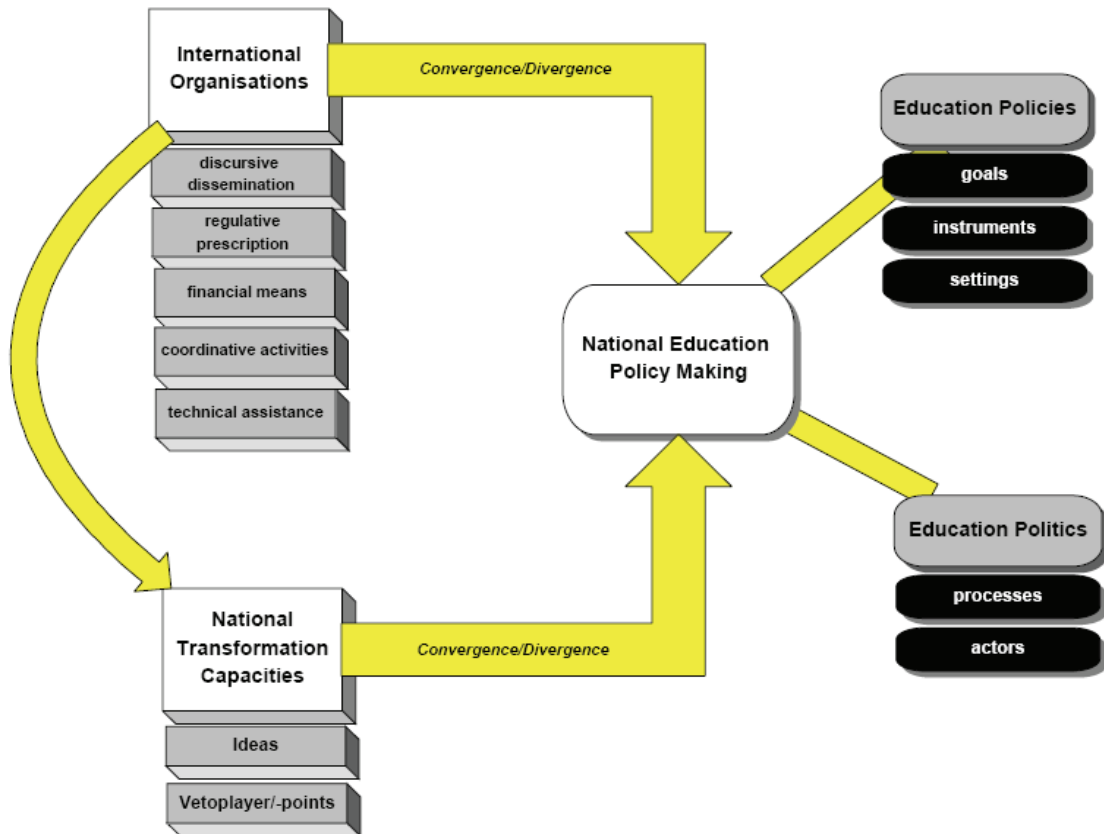 International
Organisations
discursive
dissemination
regulative
prescription
financial means
coordinative activities
technical assistance
Convergence/Divergence
National Education
Policy Making
Education Policies
goals
instruments
settings
Education Politics
processes
actors
National
Transformation
Capacities
Convergence/Divergence
Ideas
Vetoplayer/-points